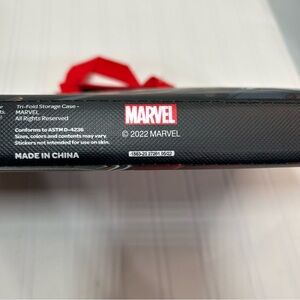 Tri-Fold Storage Case -
MARVEL
All Rights Reserved
Conforms to ASTM D-4236
Sizes, colors and contents may vary.
Stickers not intended for use on skin.
MADE IN CHINA
MARVEL
© 2022 MARVEL